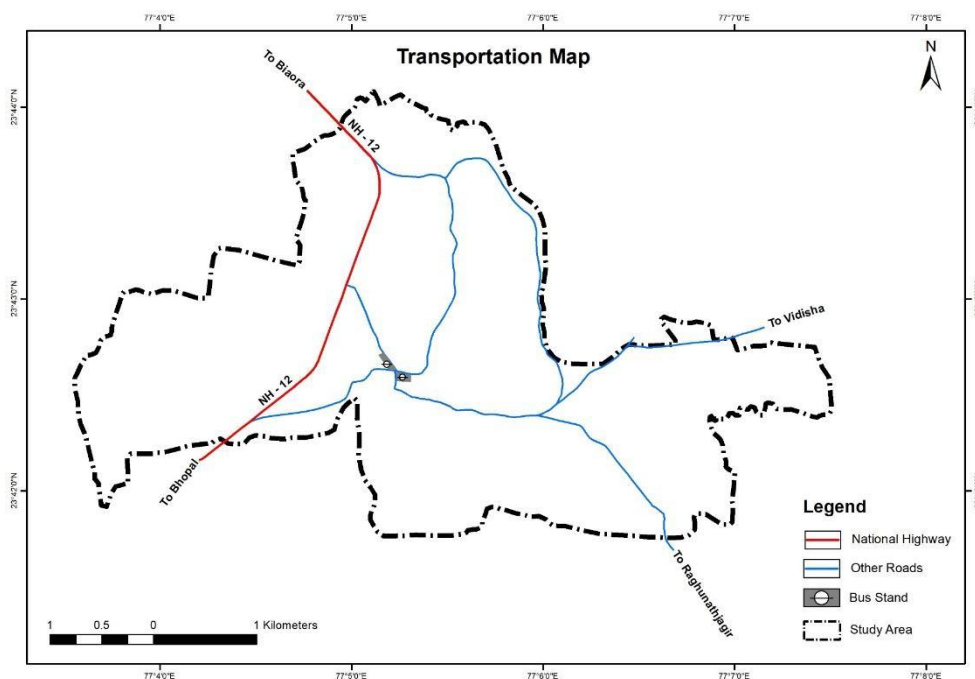 77°4'0"E 77°5'0"E 77°6'0"E 77°7'0"E 77°8'0"E
Transportation Map
N
To Biaora
23°44'0"N
NH - 12
23°43'0"N
To Vidisha
NH - 12
To Bhopal
23°42'0"N
To Raghunathjagir
Legend
National Highway
Other Roads
Bus Stand
Study Area
1 0.5 0 1 Kilometers
77°4'0"E 77°5'0"E 77°6'0"E 77°7'0"E 77°8'0"E